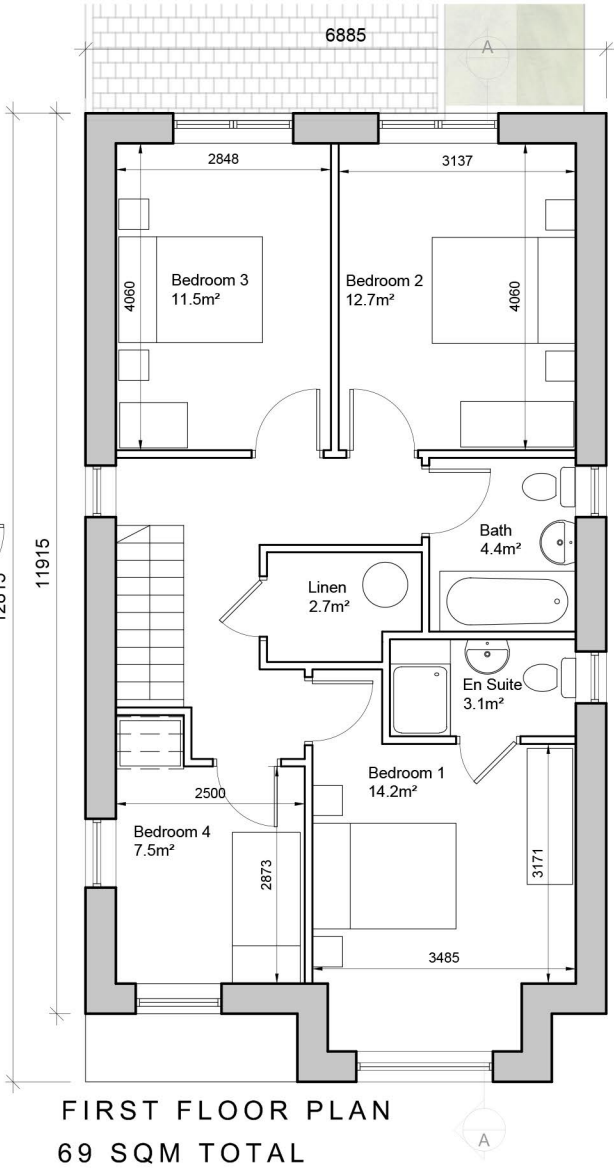 6885
A
2848
3137
Bedroom 3
11.5m²
Bedroom 2
12.7m²
4060
4060
11915
Bath
4.4m²
Linen
2.7m²
En Suite
3.1m²
Bedroom 1
14.2m²
2500
Bedroom 4
7.5m²
2873
3171
3485
FIRST FLOOR PLAN
69 SQM TOTAL
A